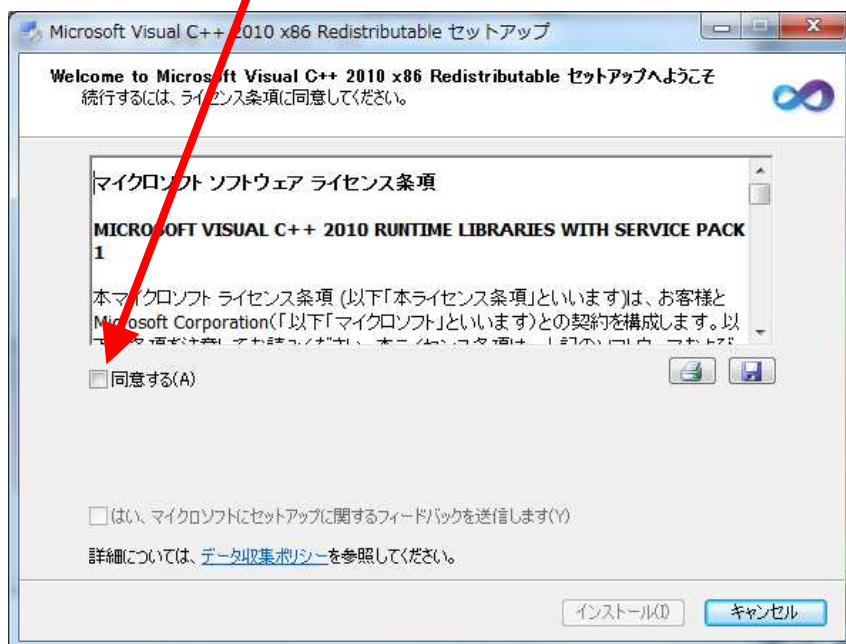 Microsoft Visual C++ 2010 x86 Redistributable セットアップ
Welcome to Microsoft Visual C++ 2010 x86 Redistributable セットアップへようこそ
続行するには、ライセンス条項に同意してください。
マイクロソフト ソフトウェア ライセンス条項
MICROSOFT VISUAL C++ 2010 RUNTIME LIBRARIES WITH SERVICE PACK
1
本マイクロソフト ライセンス条項 (以下「本ライセンス条項」といいます)は、お客様と
Microsoft Corporation(「以下「マイクロソフト」といいます)との契約を構成します。以
同意する(A)
はい、マイクロソフトにセットアップに関するフィードバックを送信します(Y)
詳細については、データ収集ポリシーを参照してください。
インストール(I) キャンセル